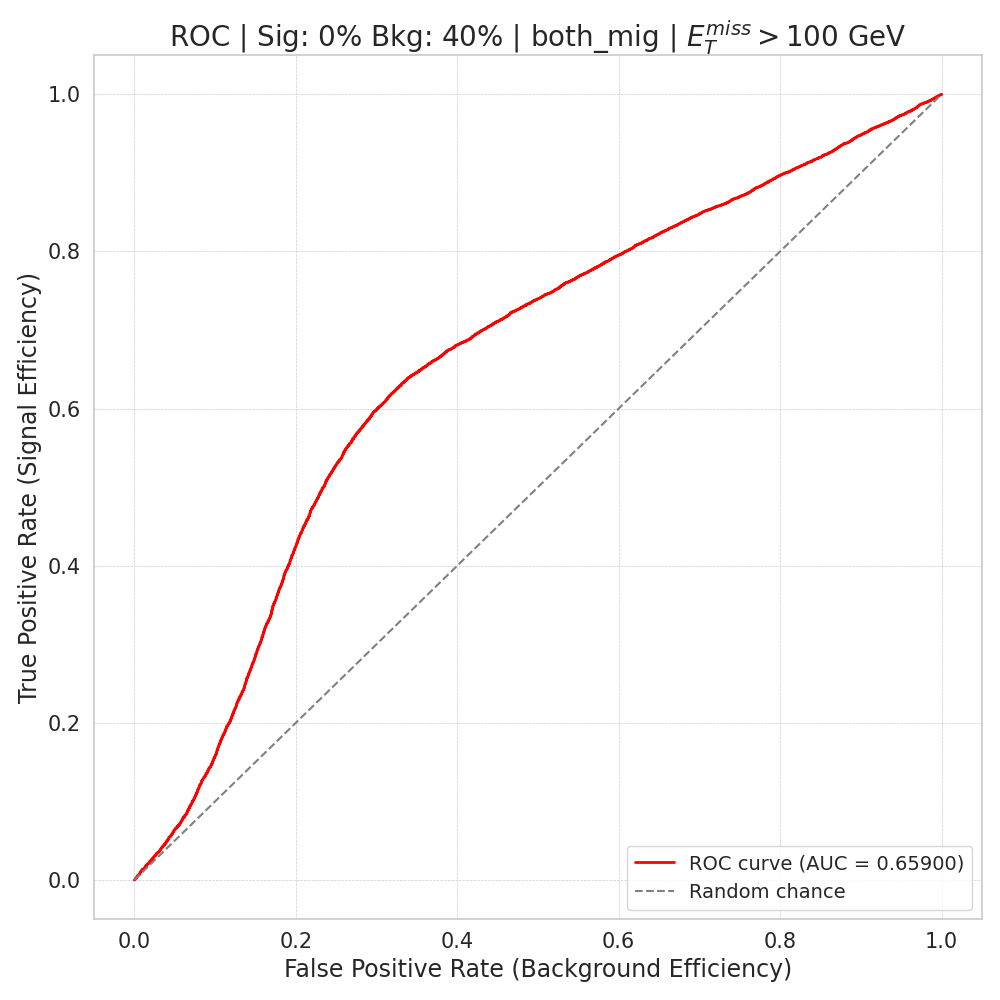 ROC | Sig: 0% Bkg: 40% | both_mig | $E_T^{miss} > 100$ GeV
1.0
0.8
0.6
0.4
0.2
0.0
True Positive Rate (Signal Efficiency)
ROC curve (AUC = 0.65900)
Random chance
0.0 0.2 0.4 0.6 0.8 1.0
False Positive Rate (Background Efficiency)